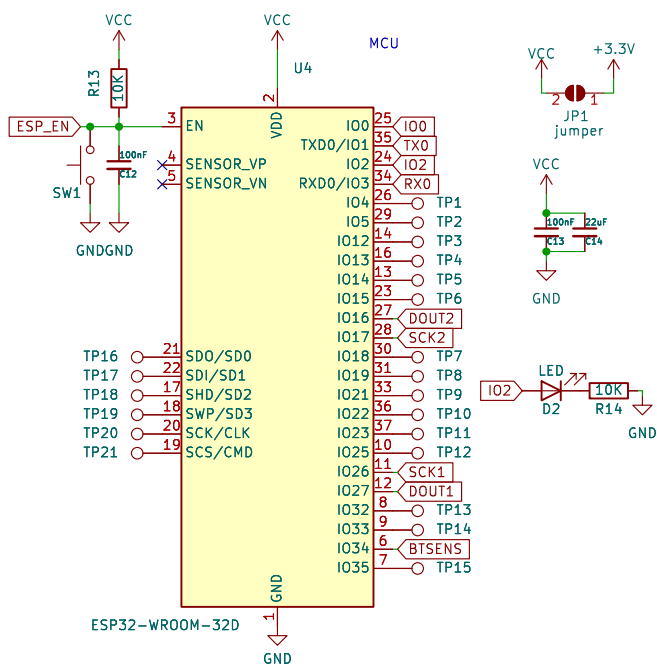 VCC
VCC
MCU
VCC
+3.3V
U4
R13
10K
2
1
JP1
jumper
2
VDD
ESP_EN
3
EN
IO0
25
IO0
TXD0/IO1
35
TX0
100nF
C12
4
SENSOR_VP
IO2
24
IO2
SW1
5
SENSOR_VN
RXD0/IO3
34
RX0
VCC
IO4
26
TP1
IO5
29
TP2
100nF
C13
22uF
C14
GND
GND
IO12
14
TP3
IO13
16
TP4
IO14
13
TP5
IO15
23
TP6
GND
IO16
27
DOUT2
IO17
28
SCK2
TP16
21
SDO/SD0
IO18
30
TP7
TP17
22
SDI/SD1
IO19
31
TP8
LED
TP18
17
SHD/SD2
IO21
33
TP9
IO2
10K
D2
R14
GND
TP19
18
SWP/SD3
IO22
36
TP10
TP20
20
SCK/CLK
IO23
37
TP11
TP21
19
SCS/CMD
IO25
10
TP12
IO26
11
SCK1
IO27
12
DOUT1
IO32
8
TP13
IO33
9
TP14
IO34
6
BTSENS
IO35
7
TP15
GND
1
ESP32-WROOM-32D
GND